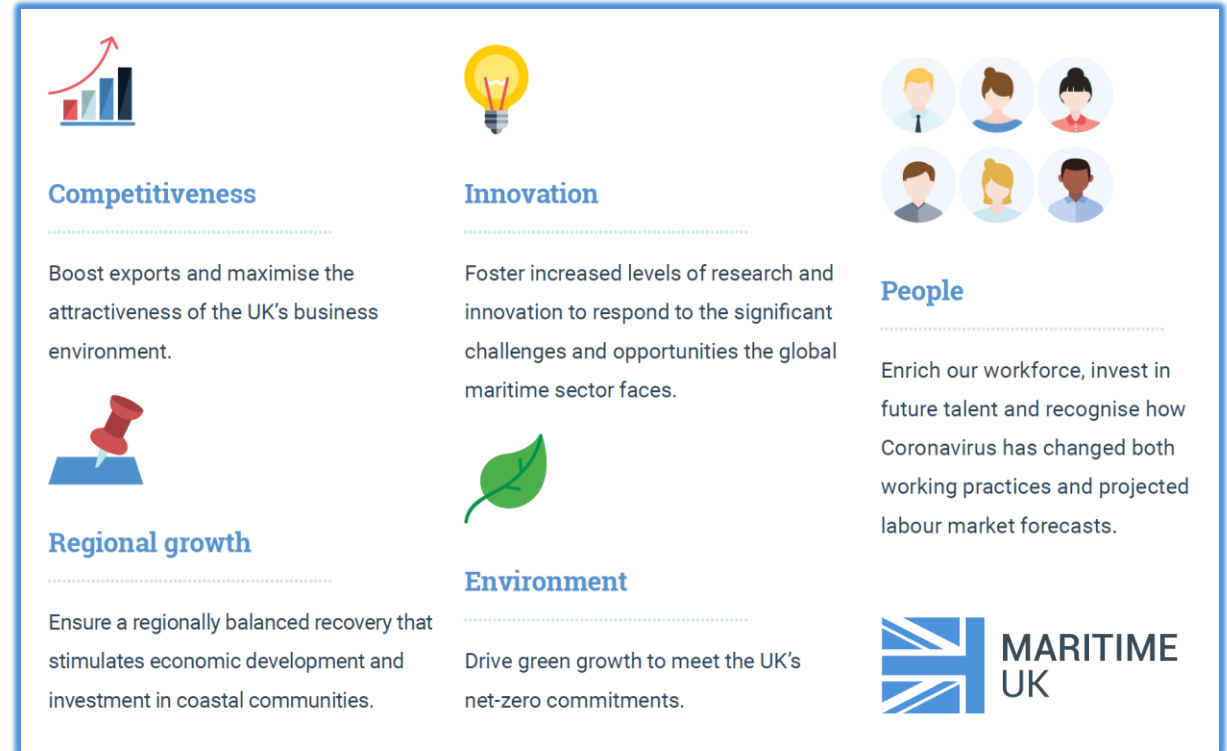 Competitiveness
Boost exports and maximise the
attractiveness of the UK's business
environment.
Regional growth
Ensure a regionally balanced recovery that
stimulates economic development and
investment in coastal communities.
Innovation
Foster increased levels of research and
innovation to respond to the significant
challenges and opportunities the global
maritime sector faces.
Environment
Drive green growth to meet the UK's
net-zero commitments.
People
Enrich our workforce, invest in
future talent and recognise how
Coronavirus has changed both
working practices and projected
labour market forecasts.
MARITIME
UK